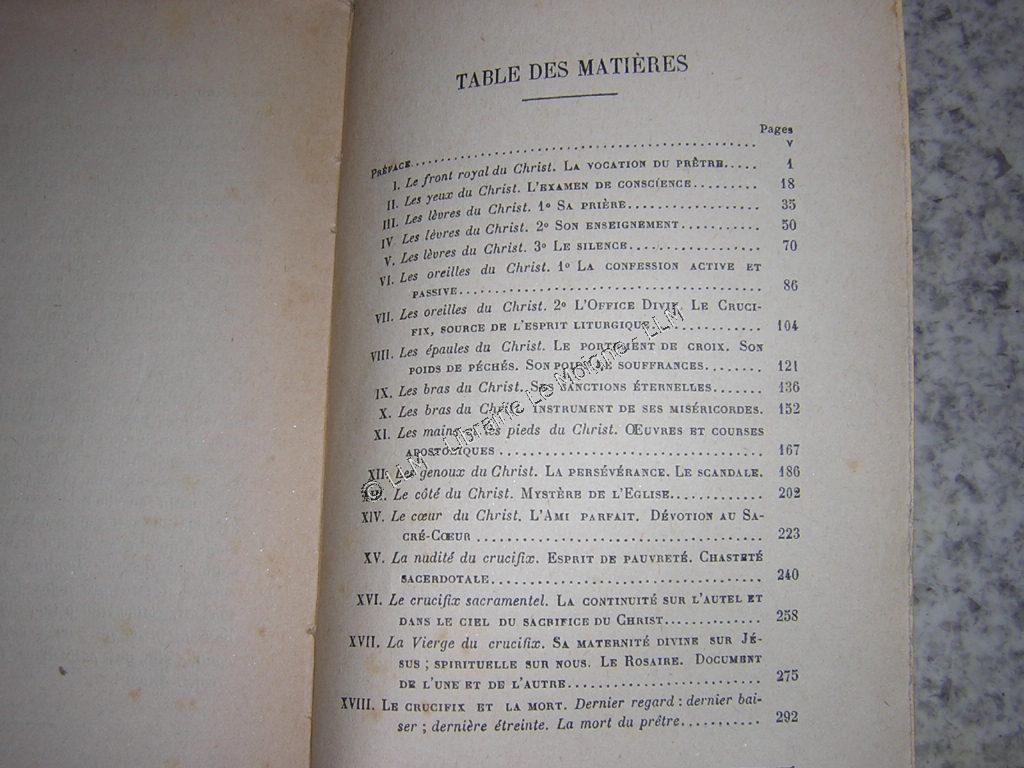 TABLE DES MATIÈRES
Pages
PRÉFACE........ v
I. Le front royal du Christ. LA VOCATION DU PRÊTRE..... 1
II. Les yeux du Christ. L'EXAMEN DE CONSCIENCE......... 18
III. Les lèvres du Christ. 1º SA PRIÈRE.................. 35
IV. Les lèvres du Christ. 2º SON ENSEIGNEMENT........... 50
V. Les lèvres du Christ. 3º LE SILENCE.................. 70
VI. Les oreilles du Christ. 1º LA CONFESSION ACTIVE ET
PASSIVE........................................ 86
VII. Les oreilles du Christ. 2º L'OFFICE DIVIN. LE CRUCI-
FIX, SOURCE DE L'ESPRIT LITURGIQUE............... 104
VIII. Les épaules du Christ. LE PORTEMENT DE CROIX. SON
POIDS DE PÉCHÉS. SON POIDS DE SOUFFRANCES........ 121
IX. Les bras du Christ. SES SANCTIONS ÉTERNELLES....... 136
X. Les bras du Christ. INSTRUMENT DE SES MISÉRICORDES. 152
XI. Les mains et les pieds du Christ. ŒUVRES ET COURSES
APOSTOLIQUES.................................. 167
XII. Les genoux du Christ. LA PERSÉVÉRANCE. LE SCANDALE. 186
XIII. Le côté du Christ. MYSTÈRE DE L'EGLISE............. 202
XIV. Le cœur du Christ. L'AMI PARFAIT. DÉVOTION AU SA-
CRÉ-CŒUR..................................... 223
XV. La nudité du crucifix. ESPRIT DE PAUVRETÉ. CHASTETÉ
SACERDOTALE.................................. 240
XVI. Le crucifix sacramentel. LA CONTINUITÉ SUR L'AUTEL ET
DANS LE CIEL DU SACRIFICE DU CHRIST............. 258
XVII. La Vierge du crucifix. SA MATERNITÉ DIVINE SUR JÉ-
SUS ; SPIRITUELLE SUR NOUS. LE ROSAIRE. DOCUMENT
DE L'UNE ET DE L'AUTRE......................... 275
XVIII. LE CRUCIFIX ET LA MORT. Dernier regard : dernier bai-
ser ; dernière étreinte. La mort du prêtre........... 292
© LLM - Librairie Le Moigne - LLM